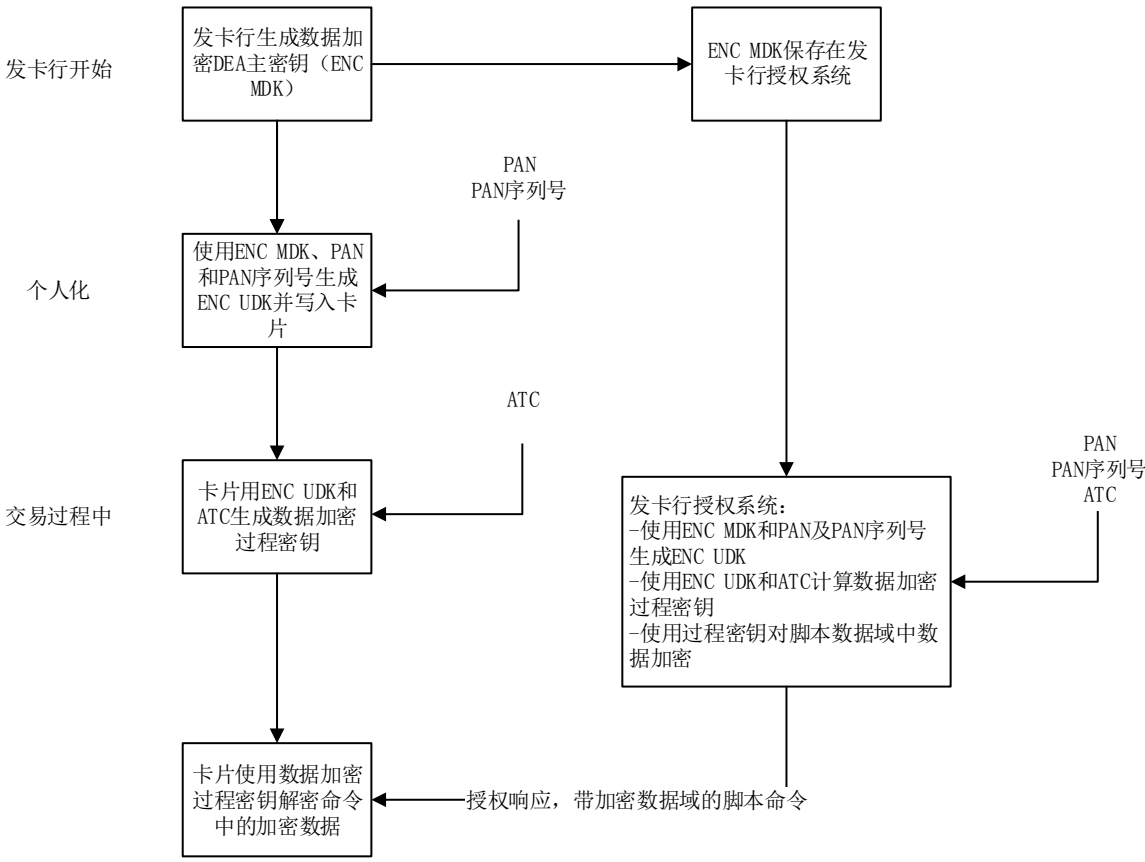 发卡行开始
发卡行生成数据加
密DEA主密钥（ENC
MDK）
ENC MDK保存在发
卡行授权系统
PAN
PAN序列号
个人化
使用ENC MDK、PAN
和PAN序列号生成
ENC UDK并写入卡
片
ATC
交易过程中
卡片用ENC UDK和
ATC生成数据加密
过程密钥
PAN
PAN序列号
ATC
发卡行授权系统：
-使用ENC MDK和PAN及PAN序列号
生成ENC UDK
-使用ENC UDK和ATC计算数据加密
过程密钥
-使用过程密钥对脚本数据域中数
据加密
卡片使用数据加密
过程密钥解密命令
中的加密数据
授权响应，带加密数据域的脚本命令